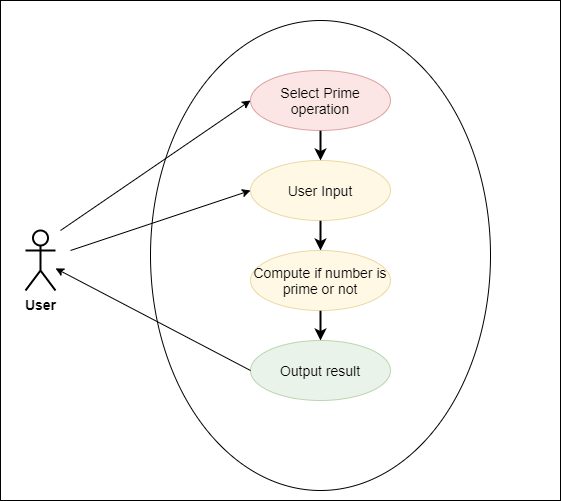 Select Prime
operation
User Input
Compute if number is
prime or not
User
Output result